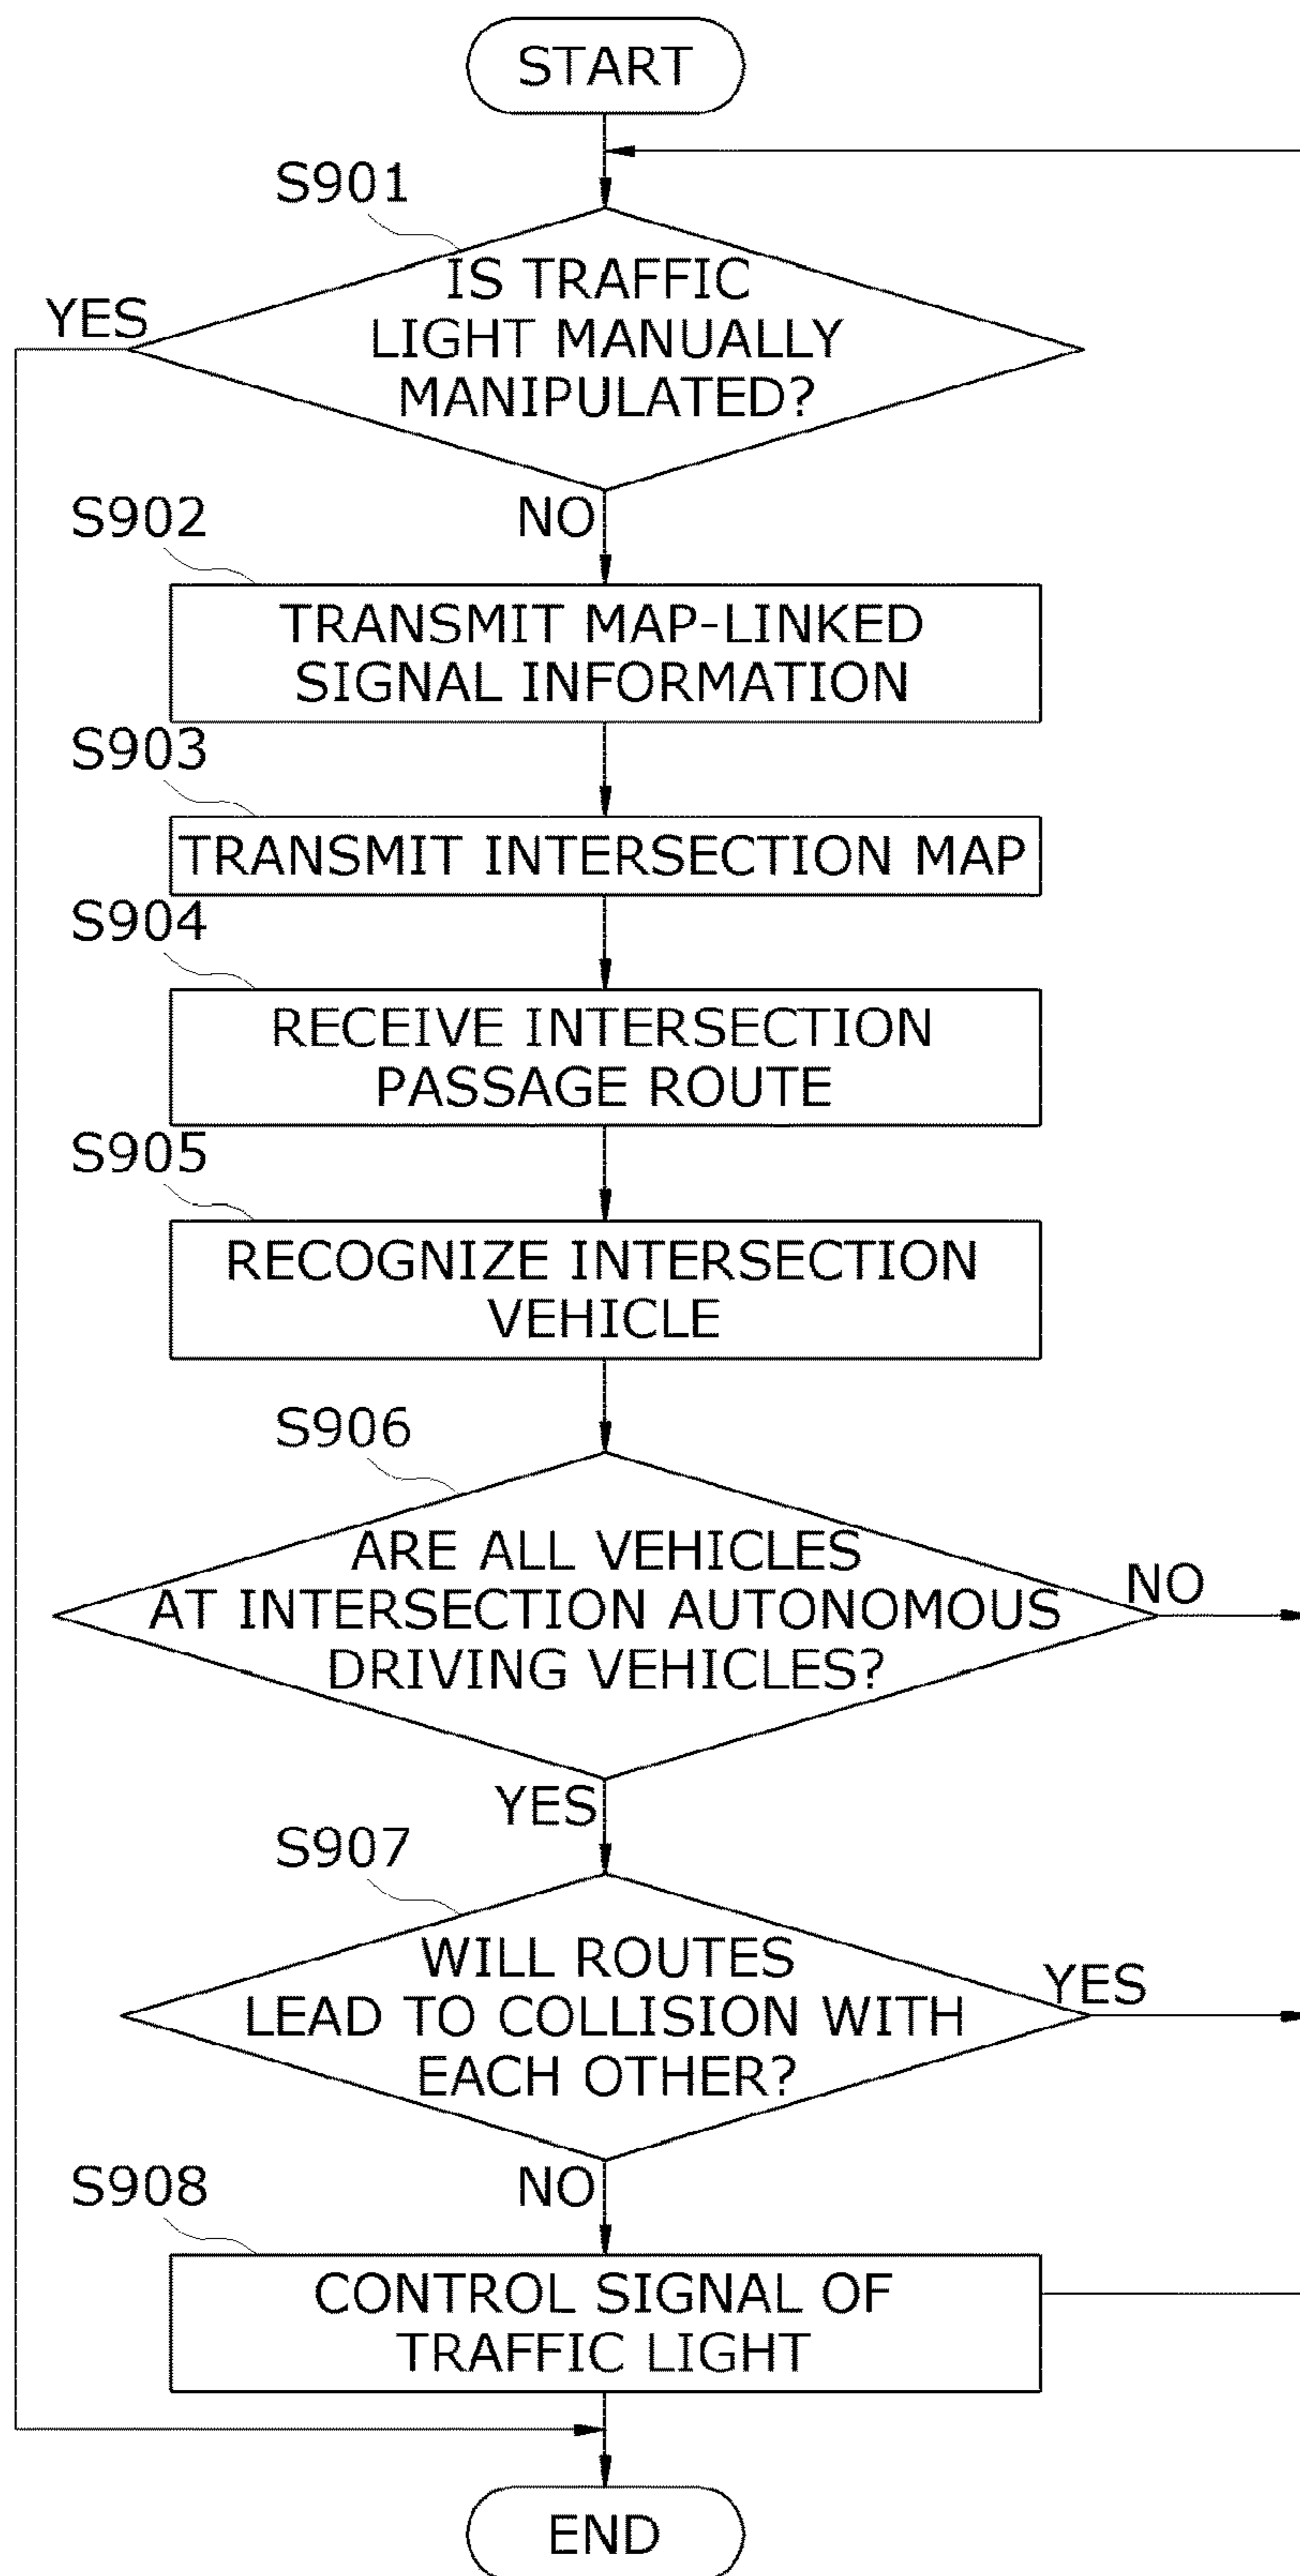 START
S901
IS TRAFFIC
LIGHT MANUALLY
MANIPULATED?
YES
NO
S902
TRANSMIT MAP-LINKED
SIGNAL INFORMATION
S903
TRANSMIT INTERSECTION MAP
S904
RECEIVE INTERSECTION
PASSAGE ROUTE
S905
RECOGNIZE INTERSECTION
VEHICLE
S906
ARE ALL VEHICLES
AT INTERSECTION AUTONOMOUS
DRIVING VEHICLES?
NO
YES
S907
WILL ROUTES
LEAD TO COLLISION WITH
EACH OTHER?
YES
NO
S908
CONTROL SIGNAL OF
TRAFFIC LIGHT
END